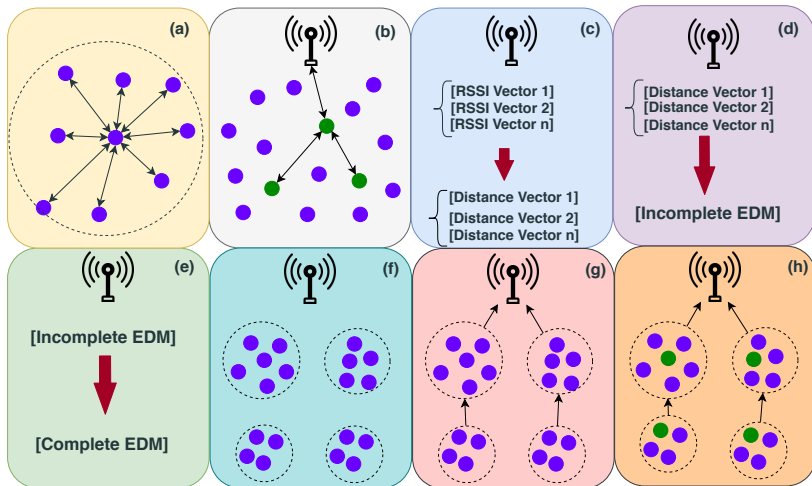 (a)
(b)
(c)
[RSSI Vector 1]
[RSSI Vector 2]
[RSSI Vector n]
[Distance Vector 1]
[Distance Vector 2]
[Distance Vector n]
(d)
[Distance Vector 1]
[Distance Vector 2]
[Distance Vector n]
[Incomplete EDM]
(e)
[Incomplete EDM]
[Complete EDM]
(f)
(g)
(h)